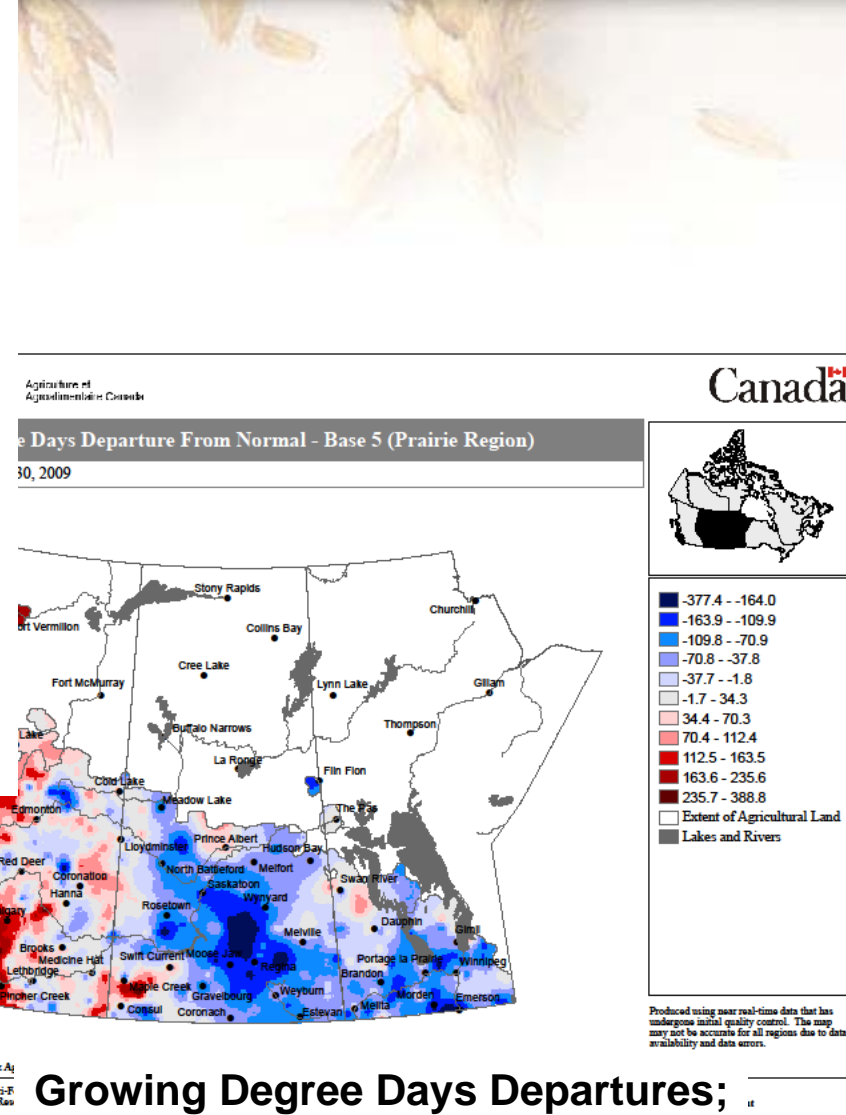 Agriculture et
Agroalimentaire Canada
Canada
e Days Departure From Normal - Base 5 (Prairie Region)
30, 2009
Stony Rapids
Churchill
ort Vermilion
Collins Bay
Cree Lake
Fort McMurray
Lynn Lake
Gillam
Buffalo Narrows
Thompson
Lake
La Ronge
Flin Flon
Cold Lake
Meadow Lake
Edmonton
The Pas
Lloydminster
Prince Albert
Hudson Bay
Red Deer
North Battleford
Melfort
Coronation
Saskatoon
Swan River
Hanna
Wynyard
Rosetown
Dauphin
Melville
Gimli
Brooks
Medicine Hat
Swift Current
Moose Jaw
Regina
Portage la Prairie
Winnipeg
Lethbridge
Brandon
Maple Creek
Pincher Creek
Gravelbourg
Weyburn
Morden
Emerson
Consul
Coronach
Estevan
Melita
-377.4 - -164.0
-163.9 - -109.9
-109.8 - -70.9
-70.8 - -37.8
-37.7 - -1.8
-1.7 - 34.3
34.4 - 70.3
70.4 - 112.4
112.5 - 163.5
163.6 - 235.6
235.7 - 388.8
Extent of Agricultural Land
Lakes and Rivers
Produced using near real-time data that has
undergone initial quality control. The map
may not be accurate for all regions due to data
availability and data errors.
Growing Degree Days Departures;